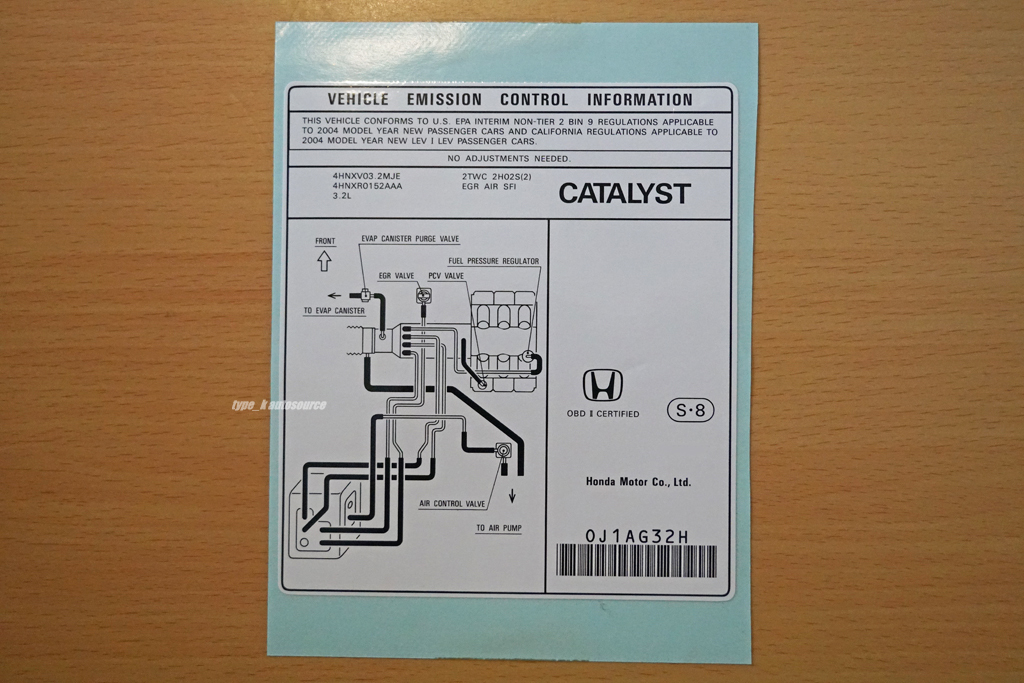 VEHICLE EMISSION CONTROL INFORMATION
THIS VEHICLE CONFORMS TO U.S. EPA INTERIM NON-TIER 2 BIN 9 REGULATIONS APPLICABLE
TO 2004 MODEL YEAR NEW PASSENGER CARS AND CALIFORNIA REGULATIONS APPLICABLE TO
2004 MODEL YEAR NEW LEV I LEV PASSENGER CARS.
NO ADJUSTMENTS NEEDED.
4HNXV03.2MJE
4HNXR0152AAA
3.2L
2TWC 2HO2S(2)
EGR AIR SFI
CATALYST
FRONT
EVAP CANISTER PURGE VALVE
FUEL PRESSURE REGULATOR
EGR VALVE
PCV VALVE
TO EVAP CANISTER
type_k autosource
AIR CONTROL VALVE
TO AIR PUMP
OBD II CERTIFIED
S·8
Honda Motor Co., Ltd.
0J1AG32H